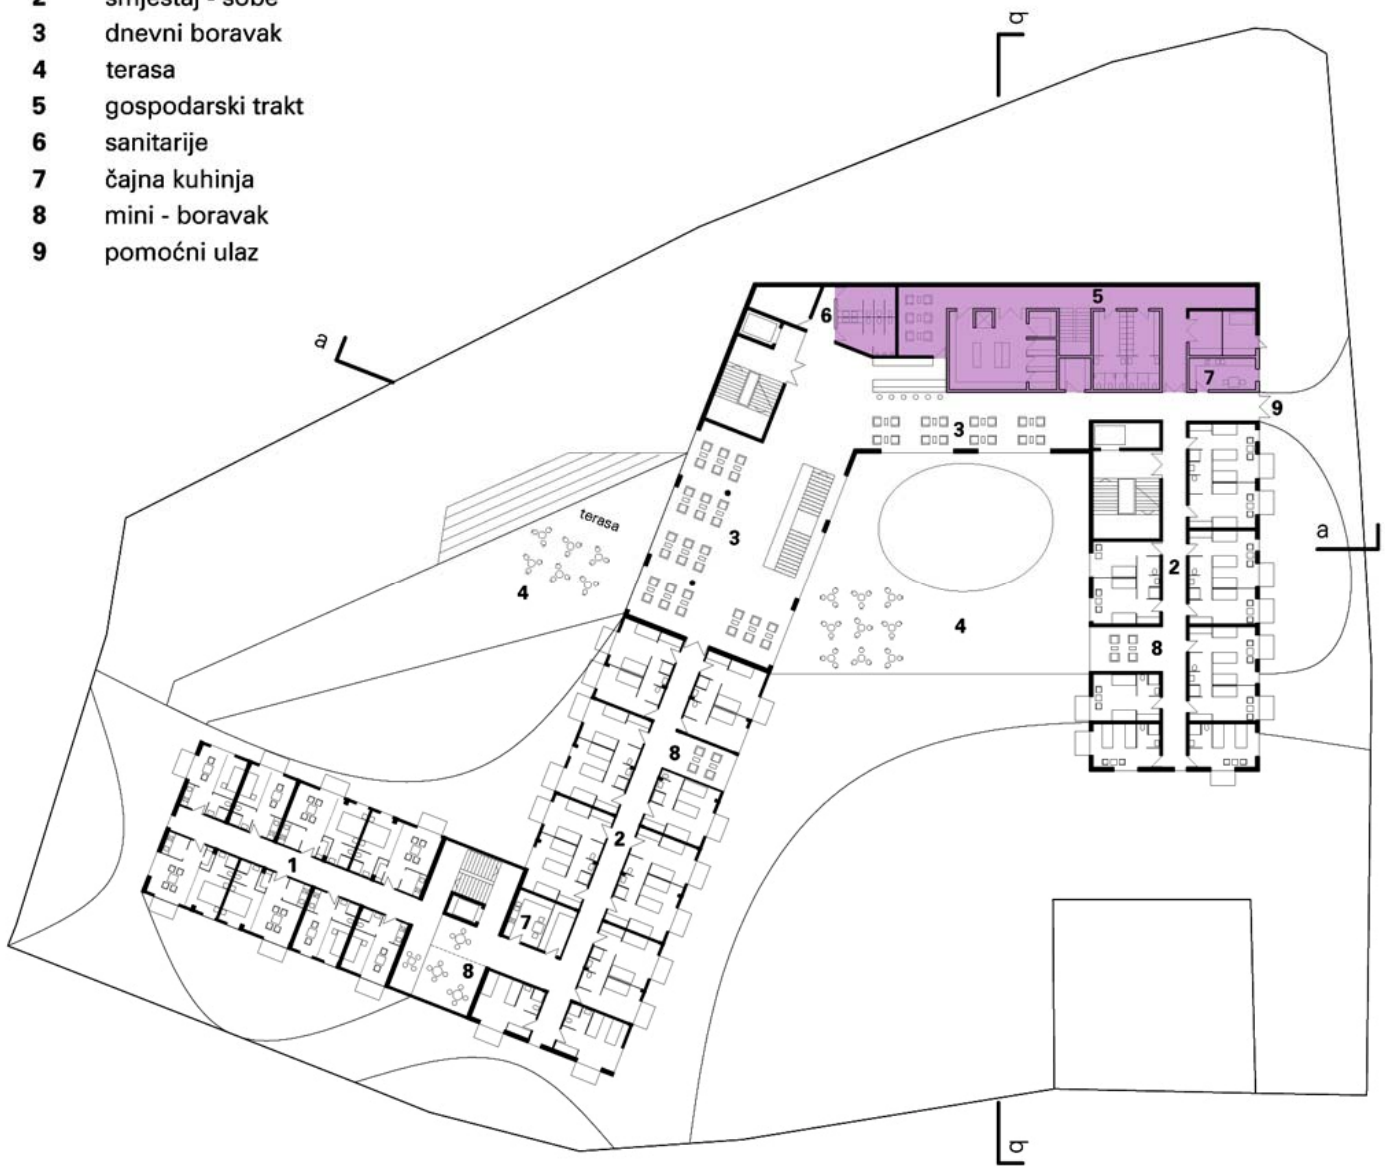 2 smještaj - sobe
3 dnevni boravak
4 terasa
5 gospodarski trakt
6 sanitarije
7 čajna kuhinja
8 mini - boravak
9 pomoćni ulaz
b
a
6
5
7
9
3
terasa
3
a
2
4
4
8
8
2
1
7
8
b